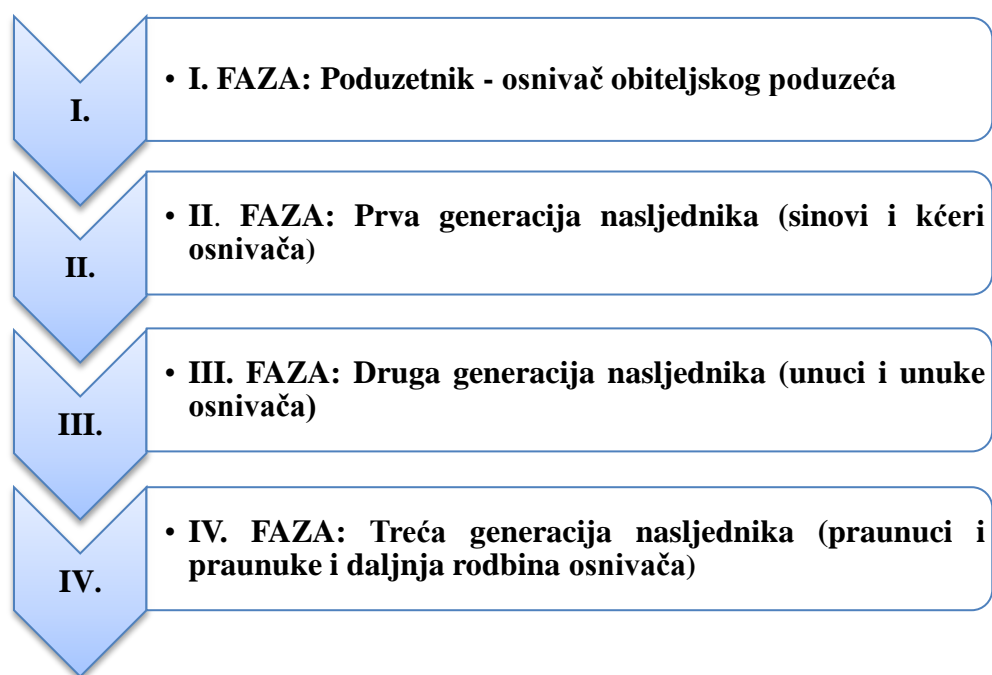 I.
• I. FAZA: Poduzetnik - osnivač obiteljskog poduzeća
II.
• II. FAZA: Prva generacija nasljednika (sinovi i kćeri
osnivača)
III.
• III. FAZA: Druga generacija nasljednika (unuci i unuke
osnivača)
IV.
• IV. FAZA: Treća generacija nasljednika (praunuci i
praunuke i daljnja rodbina osnivača)